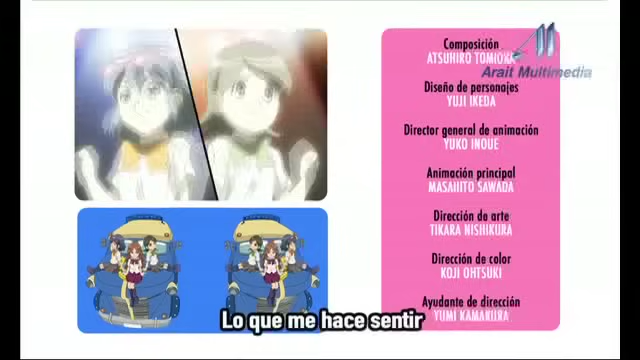 Composición
ATSUHIRO TOMIOKA
Arait Multimedia
Diseño de personajes
YUJI IKEDA
Director general de animación
YUKO INOUE
Animación principal
MASAHITO SAWADA
Dirección de arte
TIKARA NISHIKURA
Dirección de color
KOJI OHTSUKI
Ayudante de dirección
YUMI KAMAKURA
Lo que me hace sentir